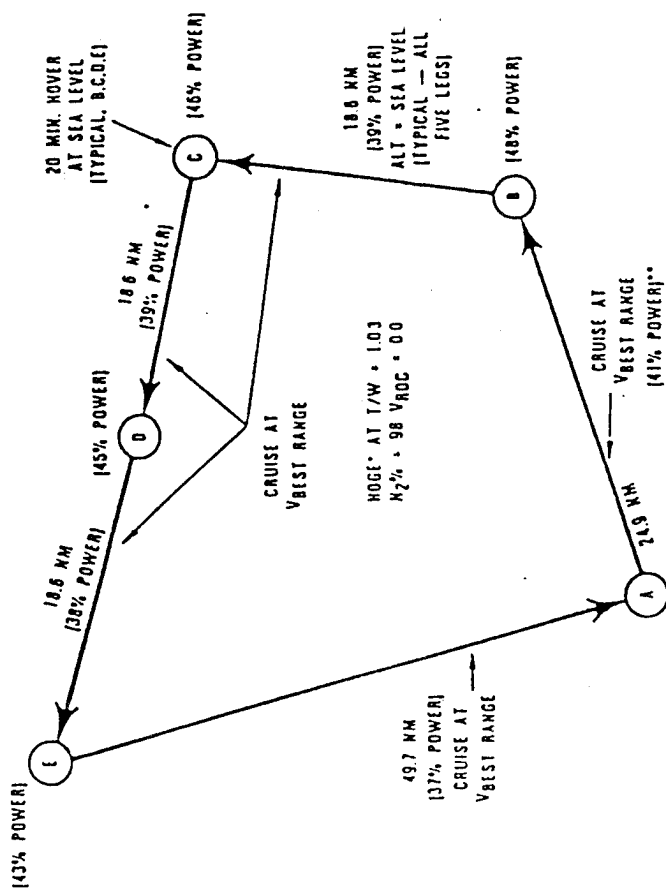 [43% POWER]
E
18.6 NM
[38% POWER]
[45% POWER]
D
18.6 NM
[39% POWER]
20 MIN. HOVER
AT SEA LEVEL
[TYPICAL, B,C,D,E]
C
[46% POWER]
CRUISE AT
VBEST RANGE
18.6 NM
[39% POWER]
ALT = SEA LEVEL
[TYPICAL — ALL
FIVE LEGS]
HOGE* AT T/W = 1.03
N2% = 98 VROC = 0.0
49.7 NM
[37% POWER]
CRUISE AT
VBEST RANGE
B
[48% POWER]
A
24.9 NM
CRUISE AT
VBEST RANGE
[41% POWER]**